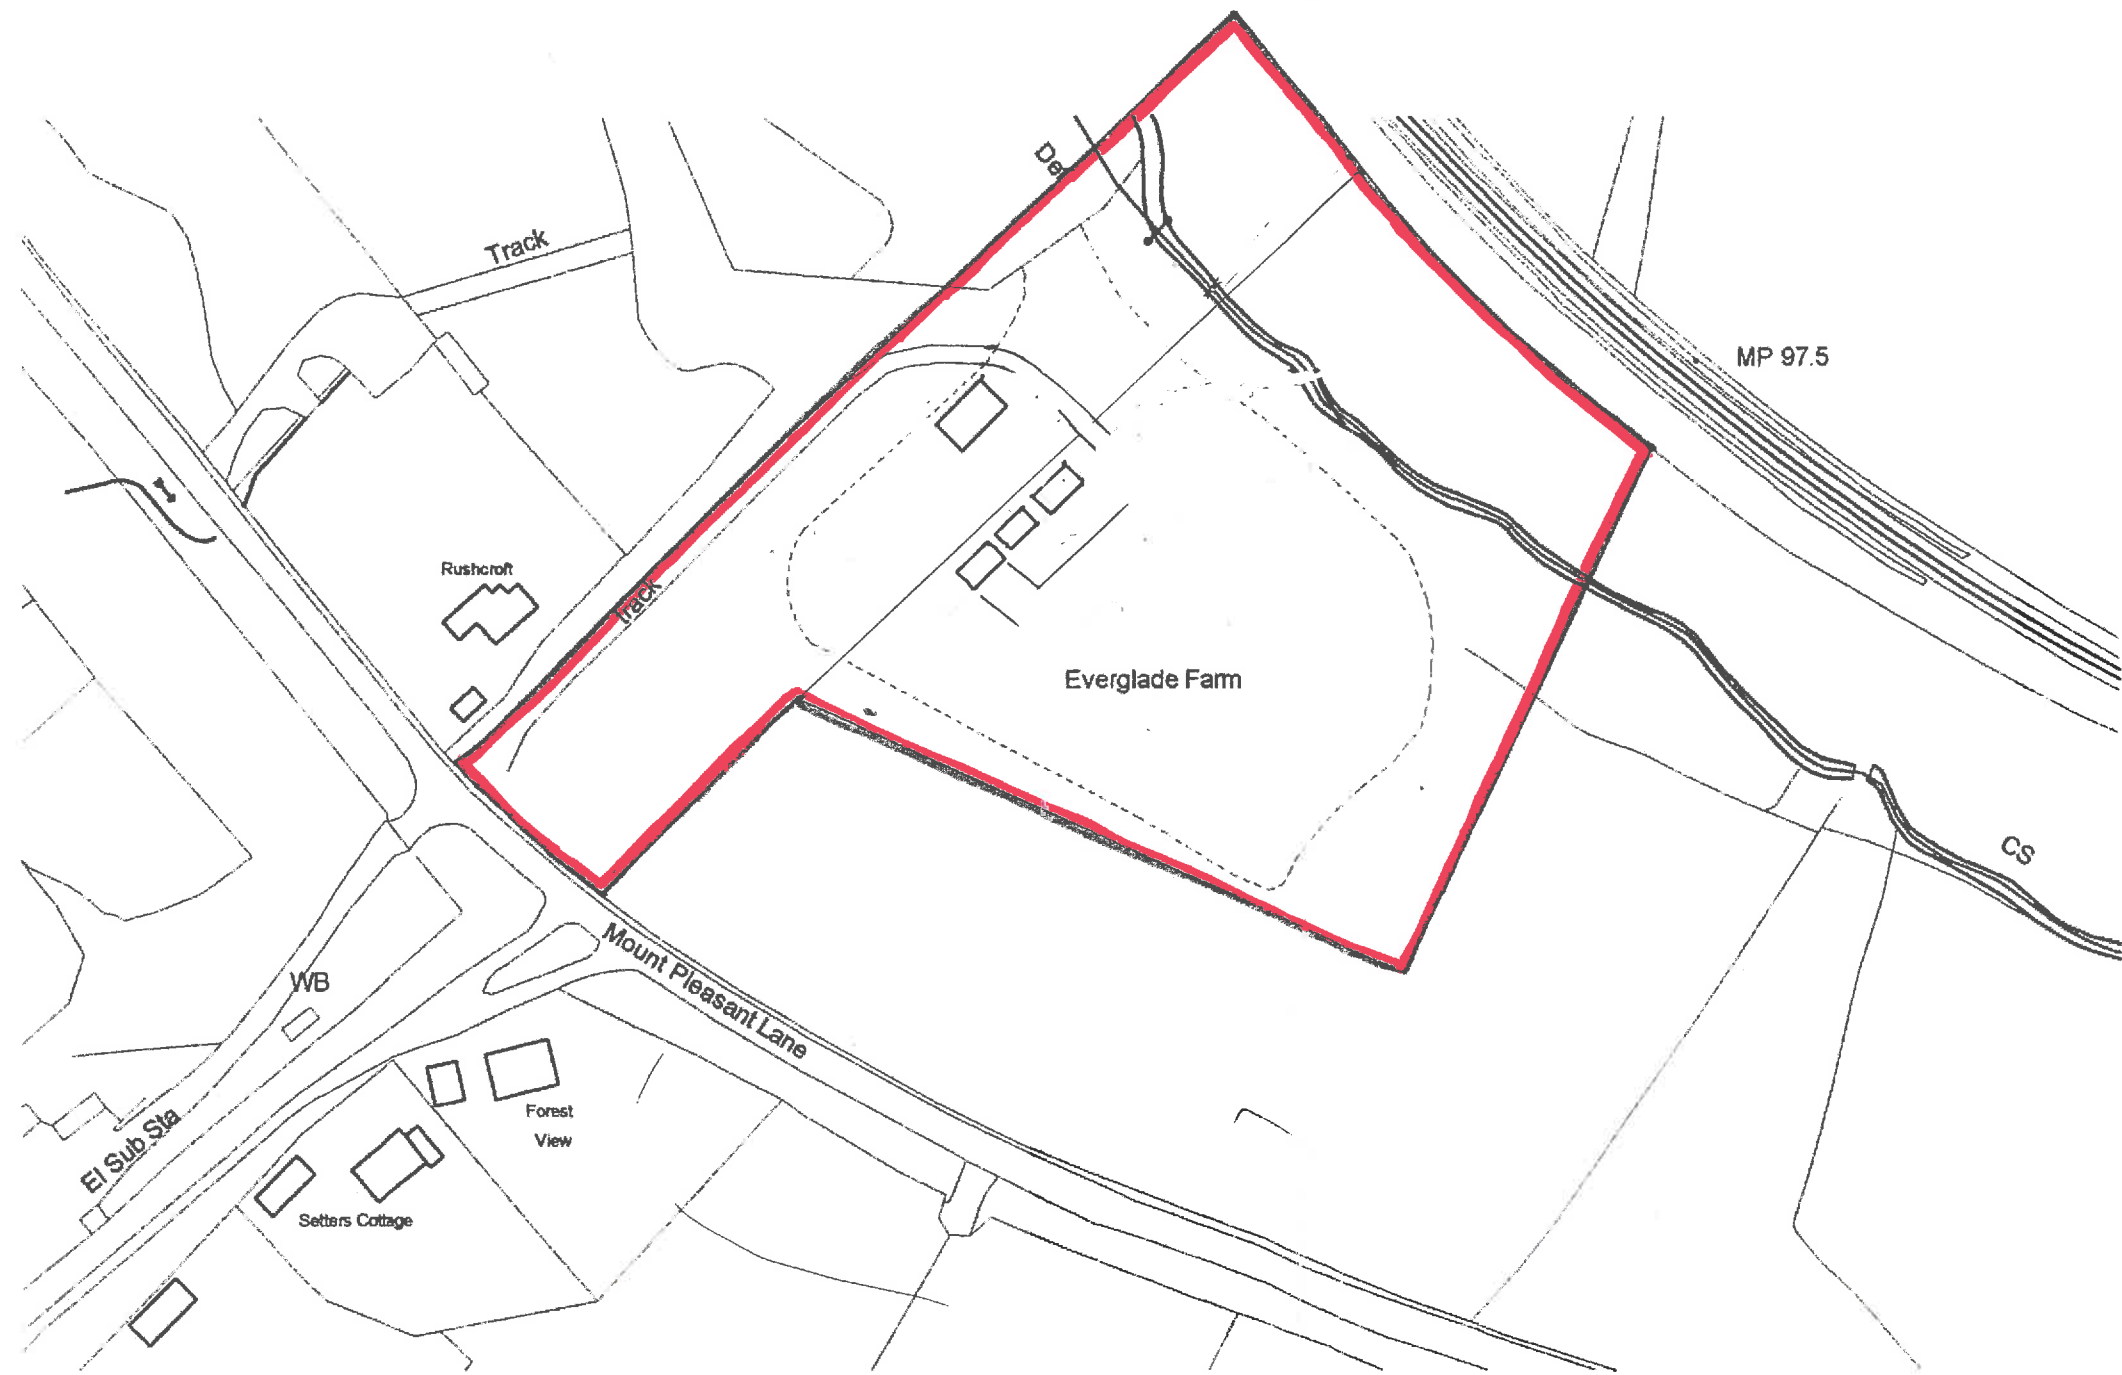 De
Track
MP 97.5
Rushcroft
Track
Everglade Farm
CS
Mount Pleasant Lane
WB
El Sub Sta
Forest
View
Setters Cottage